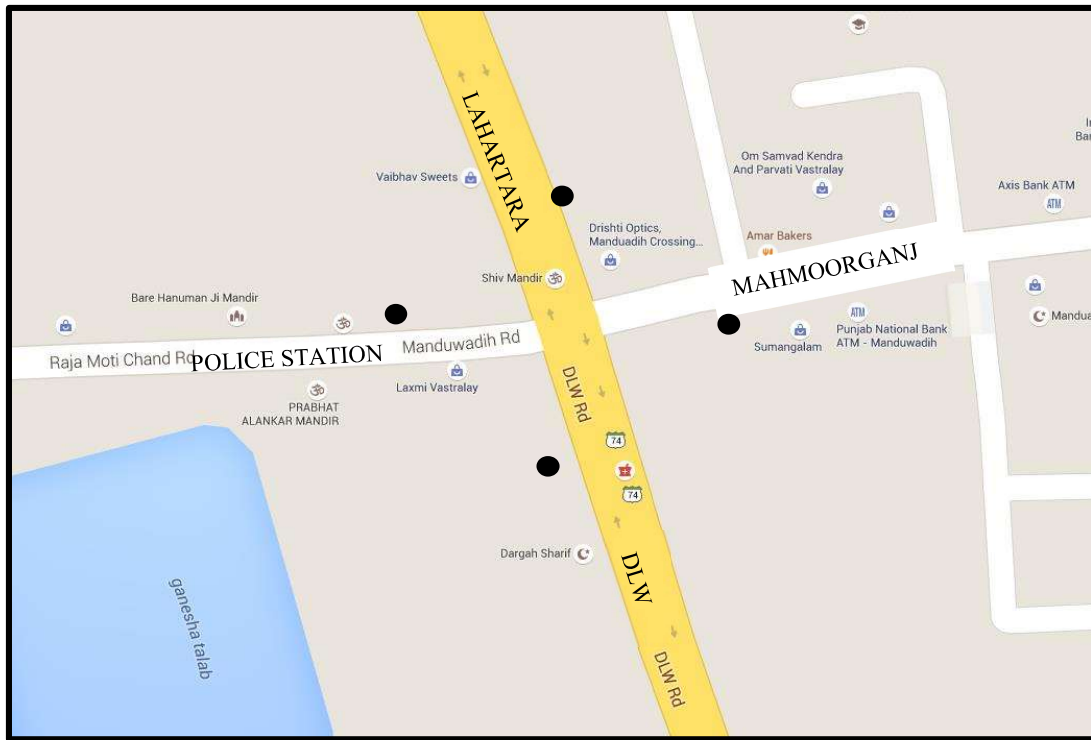 LAHARTARA
Vaibhav Sweets
Om Samvad Kendra
And Parvati Vastralay
Axis Bank ATM
ATM
Drishti Optics,
Manduadih Crossing...
Amar Bakers
MAHMOORGANJ
Shiv Mandir
Bare Hanuman Ji Mandir
ATM
Punjab National Bank
ATM - Manduwadih
Sumangalam
Mandua
Raja Moti Chand Rd
POLICE STATION
Manduwadih Rd
Laxmi Vastralay
PRABHAT
ALANKAR MANDIR
DLW Rd
74
74
Dargah Sharif
DLW
ganesha talab
DLW Rd